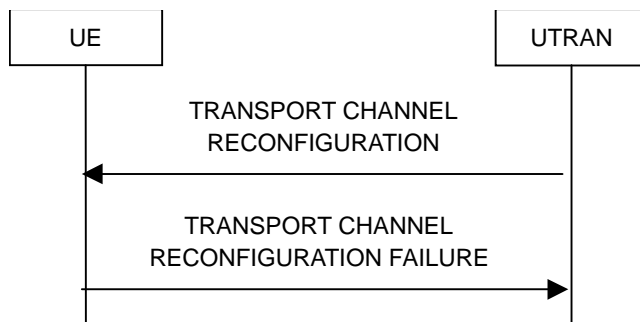 UE
UTRAN
TRANSPORT CHANNEL
RECONFIGURATION
TRANSPORT CHANNEL
RECONFIGURATION FAILURE